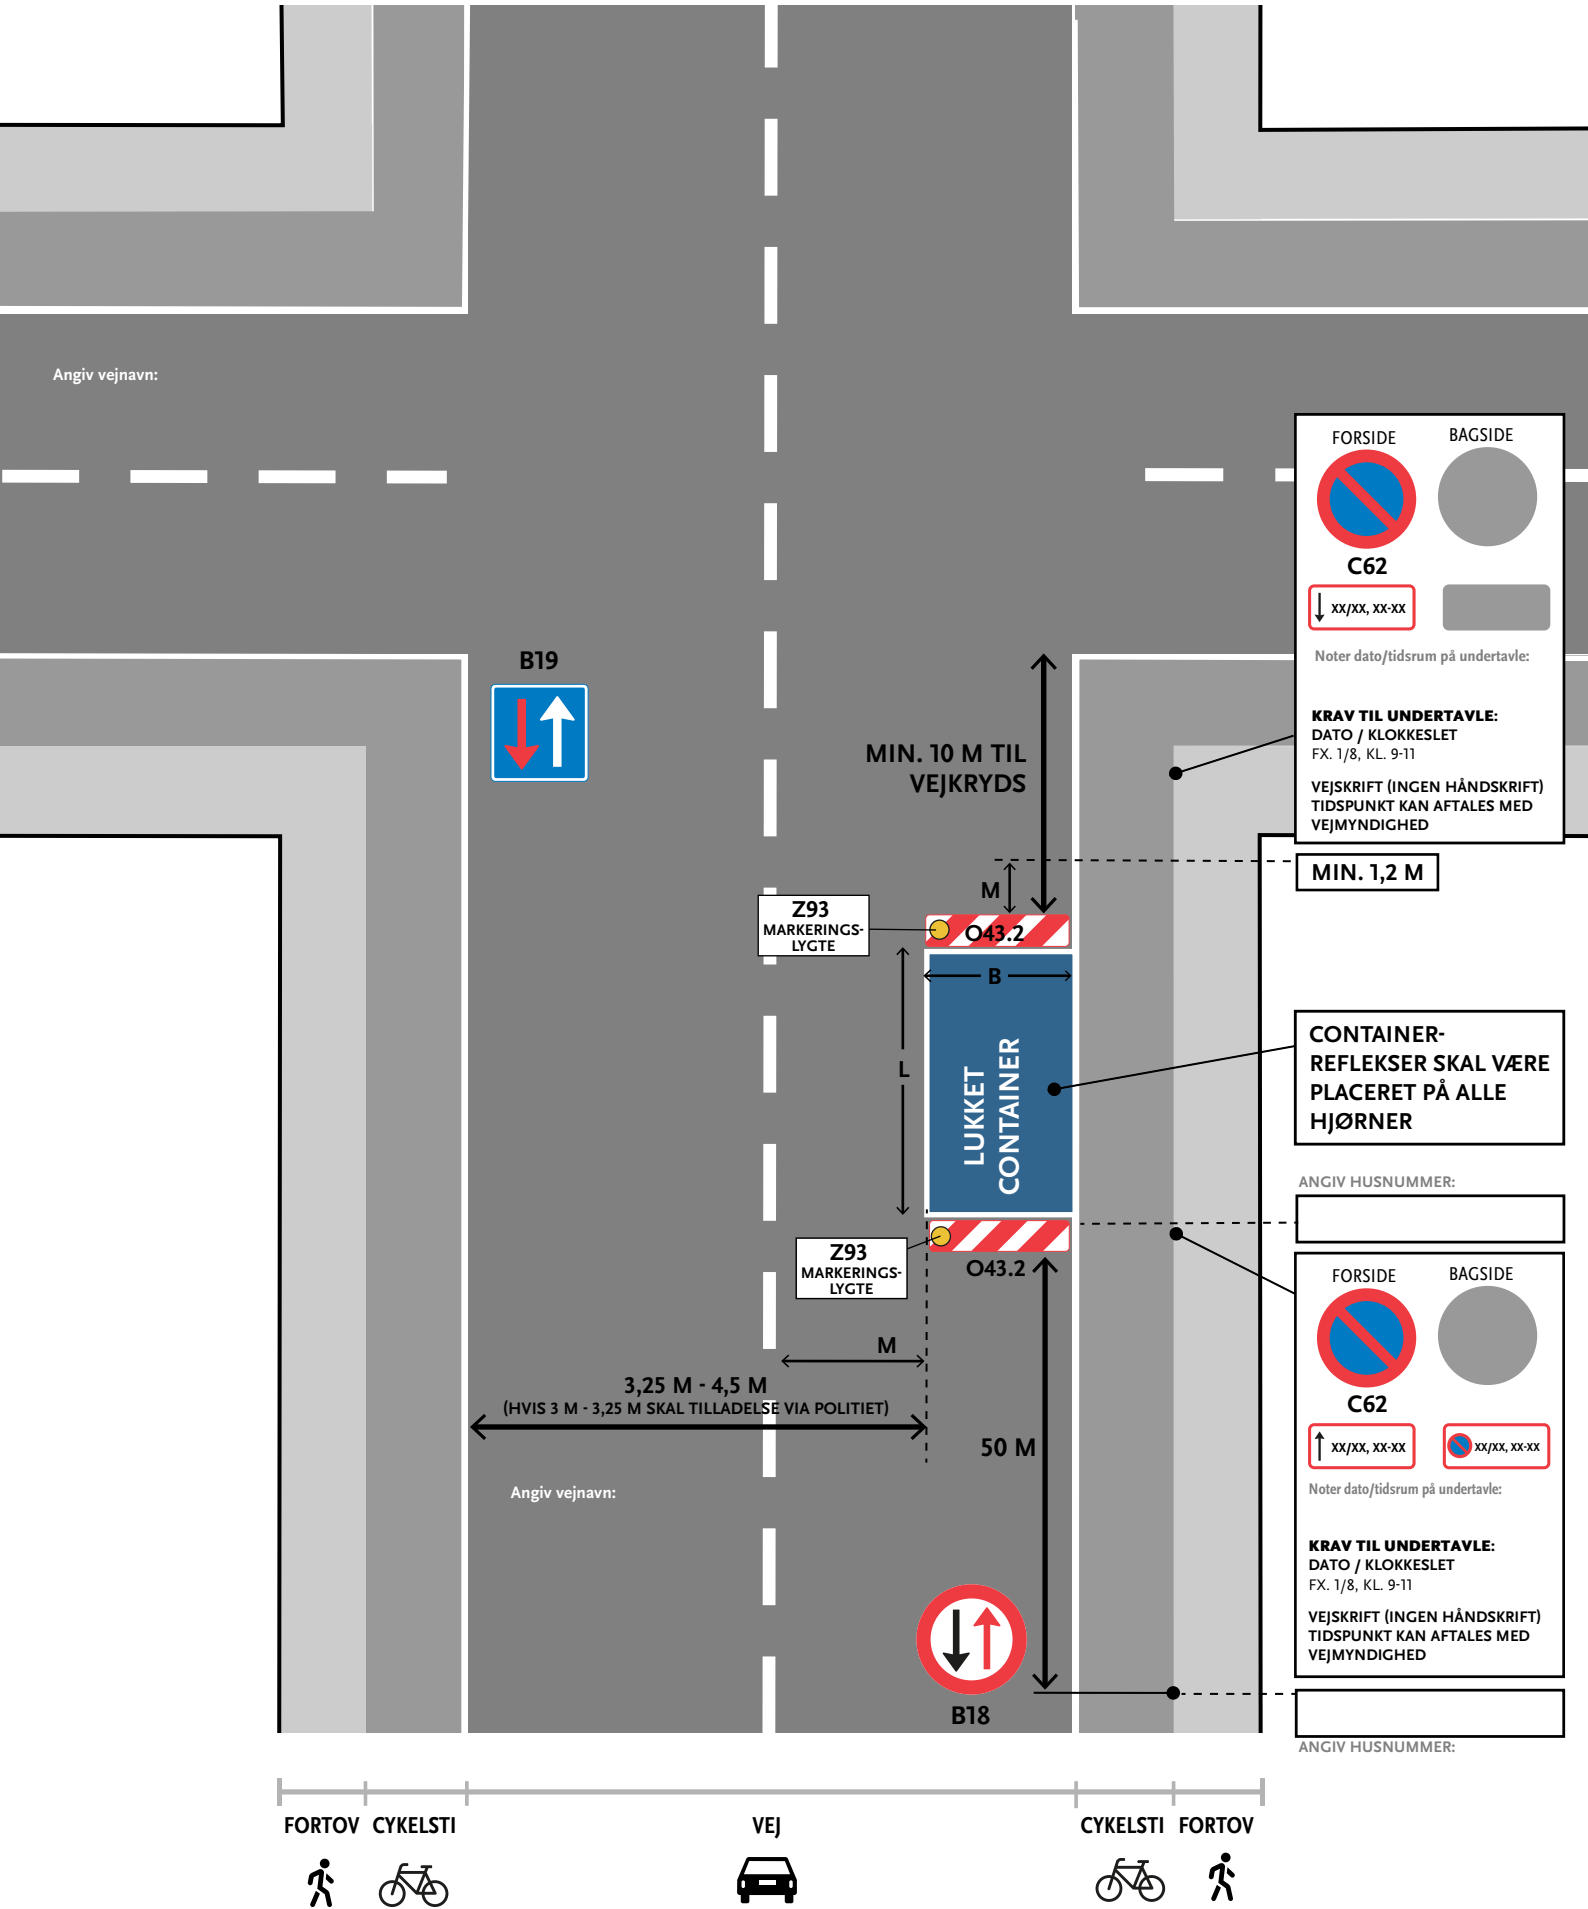 Angiv vejnavn:
FORSIDE
BAGSIDE
C62
xx/xx, xx-xx
Noter dato/tidsrum på undertavle:
KRAV TIL UNDERTAVLE:
DATO / KLOKKESLET
FX. 1/8, KL. 9-11
VEJSKRIFT (INGEN HÅNDSKRIFT)
TIDSPUNKT KAN AFTALES MED
VEJMYNDIGHED
B19
MIN. 10 M TIL
VEJKRYDS
MIN. 1,2 M
M
Z93
MARKERINGS-
LYGTE
O43.2
B
L
LUKKET
CONTAINER
CONTAINER-
REFLEKSER SKAL VÆRE
PLACERET PÅ ALLE
HJØRNER
ANGIV HUSNUMMER:
Z93
MARKERINGS-
LYGTE
O43.2
FORSIDE
BAGSIDE
C62
xx/xx, xx-xx
xx/xx, xx-xx
Noter dato/tidsrum på undertavle:
KRAV TIL UNDERTAVLE:
DATO / KLOKKESLET
FX. 1/8, KL. 9-11
VEJSKRIFT (INGEN HÅNDSKRIFT)
TIDSPUNKT KAN AFTALES MED
VEJMYNDIGHED
M
3,25 M - 4,5 M
(HVIS 3 M - 3,25 M SKAL TILLADELSE VIA POLITIET)
50 M
Angiv vejnavn:
B18
ANGIV HUSNUMMER:
FORTOV
CYKELSTI
VEJ
CYKELSTI
FORTOV